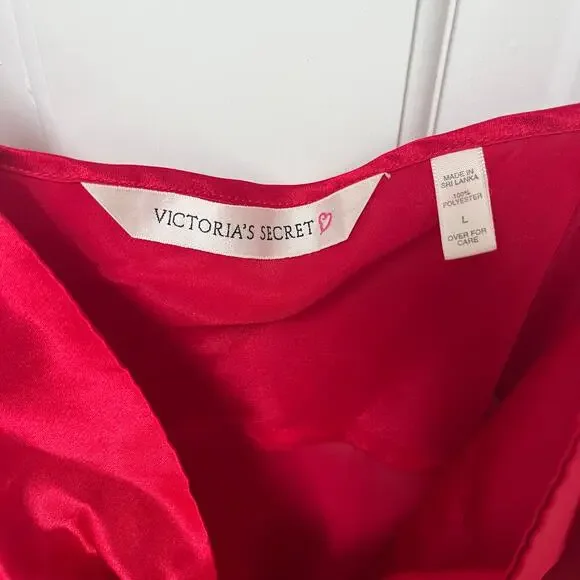 VICTORIA'S SECRET
MADE IN
SRI LANKA
100%
POLYESTER
L
OVER FOR
CARE